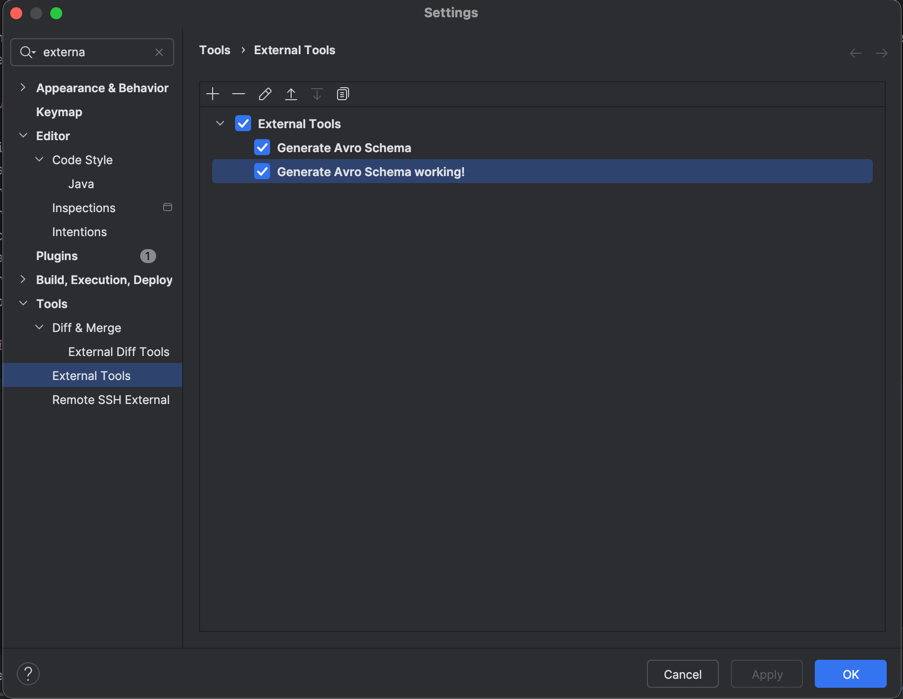 Settings
externa
Tools › External Tools
Appearance & Behavior
Keymap
Editor
Code Style
Java
Inspections
Intentions
Plugins 1
Build, Execution, Deploy
Tools
Diff & Merge
External Diff Tools
External Tools
Remote SSH External
External Tools
Generate Avro Schema
Generate Avro Schema working!
?
Cancel Apply OK